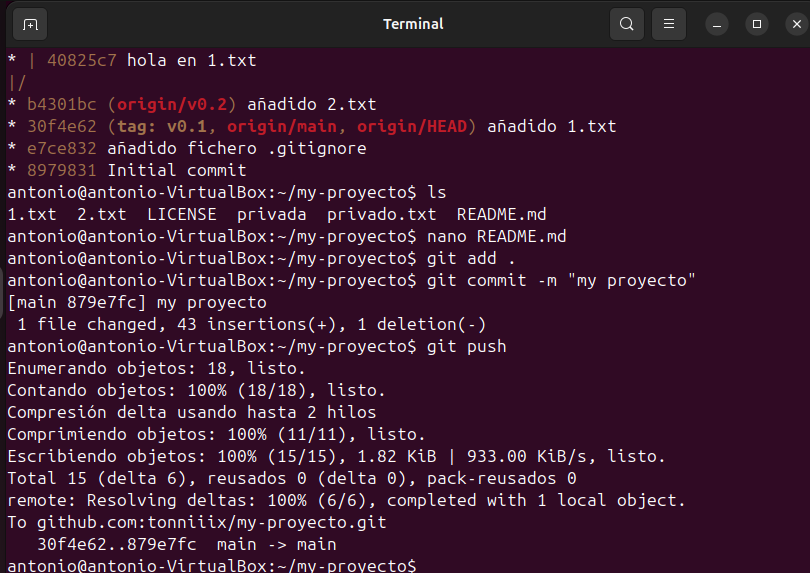 Terminal
* | 40825c7 hola en 1.txt
|/
* b4301bc (origin/v0.2) añadido 2.txt
* 30f4e62 (tag: v0.1, origin/main, origin/HEAD) añadido 1.txt
* e7ce832 añadido fichero .gitignore
* 8979831 Initial commit
antonio@antonio-VirtualBox:~/my-proyecto$ ls
1.txt  2.txt  LICENSE  privada  privado.txt  README.md
antonio@antonio-VirtualBox:~/my-proyecto$ nano README.md
antonio@antonio-VirtualBox:~/my-proyecto$ git add .
antonio@antonio-VirtualBox:~/my-proyecto$ git commit -m "my proyecto"
[main 879e7fc] my proyecto
 1 file changed, 43 insertions(+), 1 deletion(-)
antonio@antonio-VirtualBox:~/my-proyecto$ git push
Enumerando objetos: 18, listo.
Contando objetos: 100% (18/18), listo.
Compresión delta usando hasta 2 hilos
Comprimiendo objetos: 100% (11/11), listo.
Escribiendo objetos: 100% (15/15), 1.82 KiB | 933.00 KiB/s, listo.
Total 15 (delta 6), reusados 0 (delta 0), pack-reusados 0
remote: Resolving deltas: 100% (6/6), completed with 1 local object.
To github.com:tonniiix/my-proyecto.git
   30f4e62..879e7fc  main -> main
antonio@antonio-VirtualBox:~/my-proyecto$